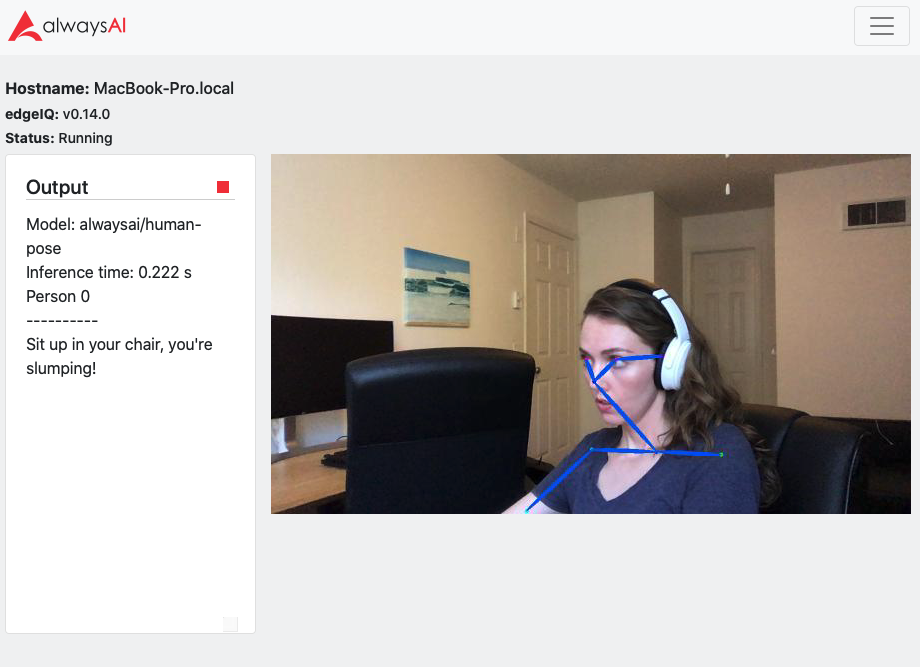 alwaysAI
Hostname: MacBook-Pro.local
edgeIQ: v0.14.0
Status: Running
Output
Model: alwaysai/human-
pose
Inference time: 0.222 s
Person 0
----------
Sit up in your chair, you're
slumping!